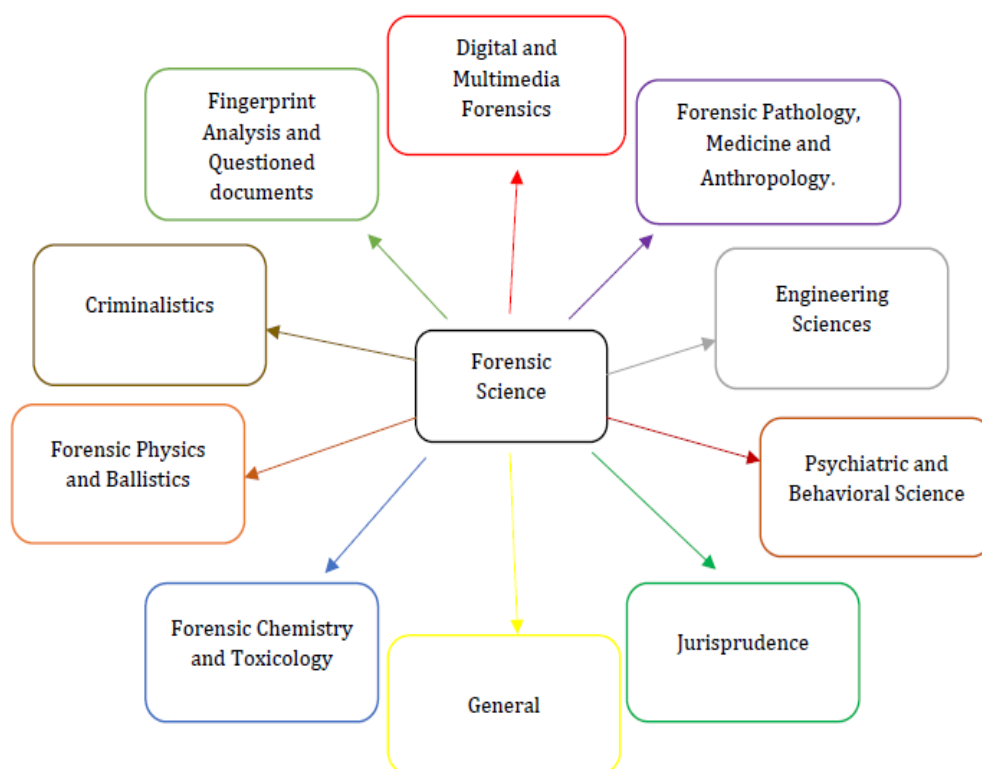 Digital and
Multimedia
Forensics
Fingerprint
Analysis and
Questioned
documents
Forensic Pathology,
Medicine and
Anthropology.
Criminalistics
Engineering
Sciences
Forensic
Science
Forensic Physics
and Ballistics
Psychiatric and
Behavioral Science
Forensic Chemistry
and Toxicology
Jurisprudence
General